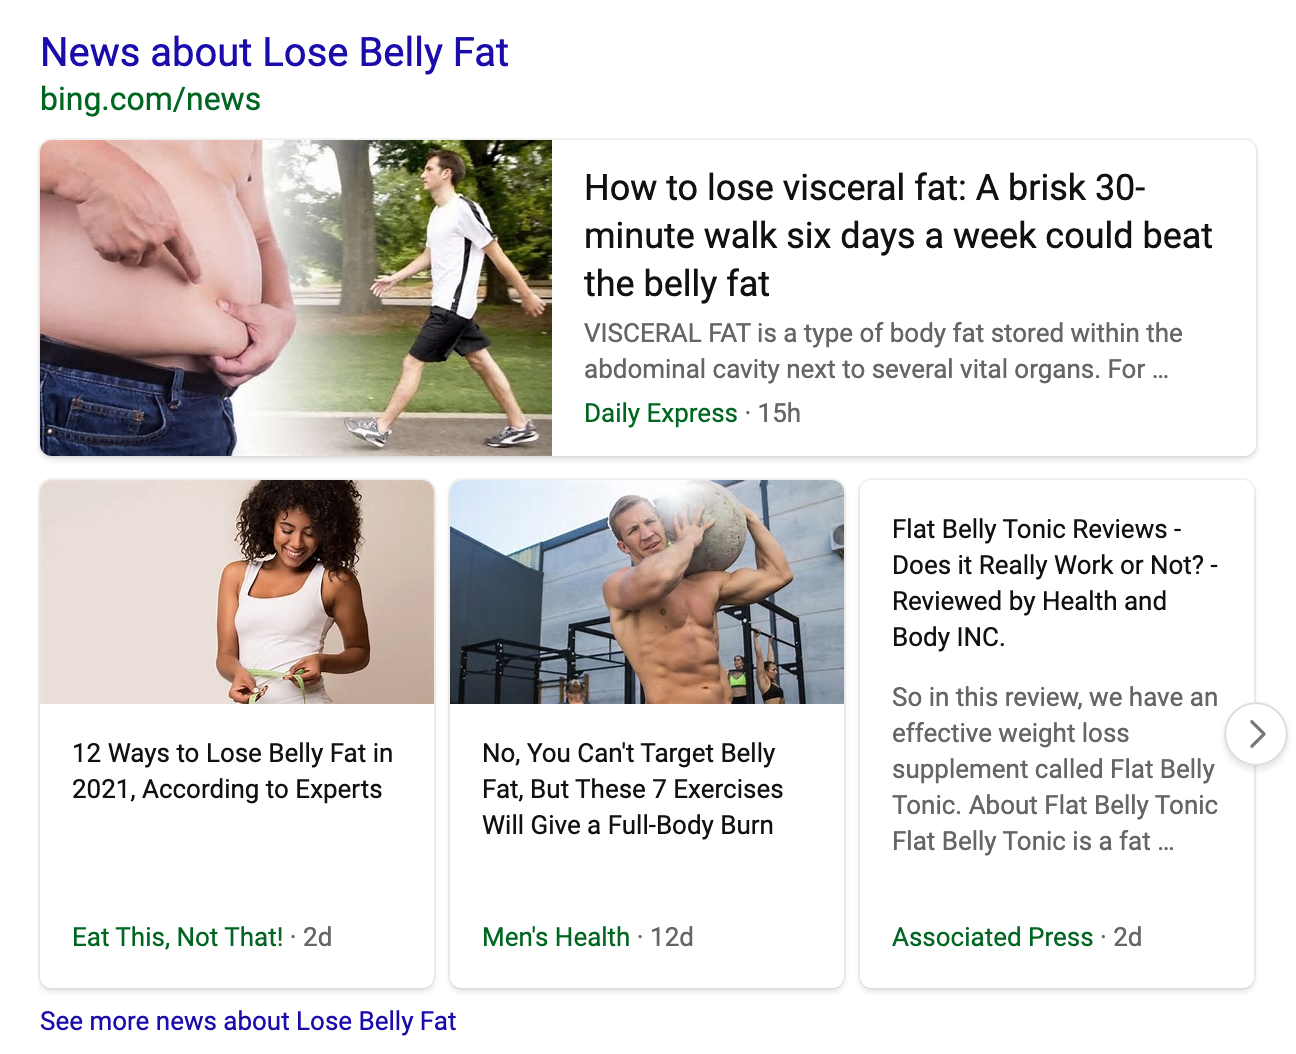 News about Lose Belly Fat
bing.com/news
How to lose visceral fat: A brisk 30-
minute walk six days a week could beat
the belly fat
VISCERAL FAT is a type of body fat stored within the
abdominal cavity next to several vital organs. For ...
Daily Express · 15h
12 Ways to Lose Belly Fat in
2021, According to Experts
Eat This, Not That! · 2d
No, You Can't Target Belly
Fat, But These 7 Exercises
Will Give a Full-Body Burn
Men's Health · 12d
Flat Belly Tonic Reviews -
Does it Really Work or Not? -
Reviewed by Health and
Body INC.
So in this review, we have an
effective weight loss
supplement called Flat Belly
Tonic. About Flat Belly Tonic
Flat Belly Tonic is a fat ...
Associated Press · 2d
See more news about Lose Belly Fat